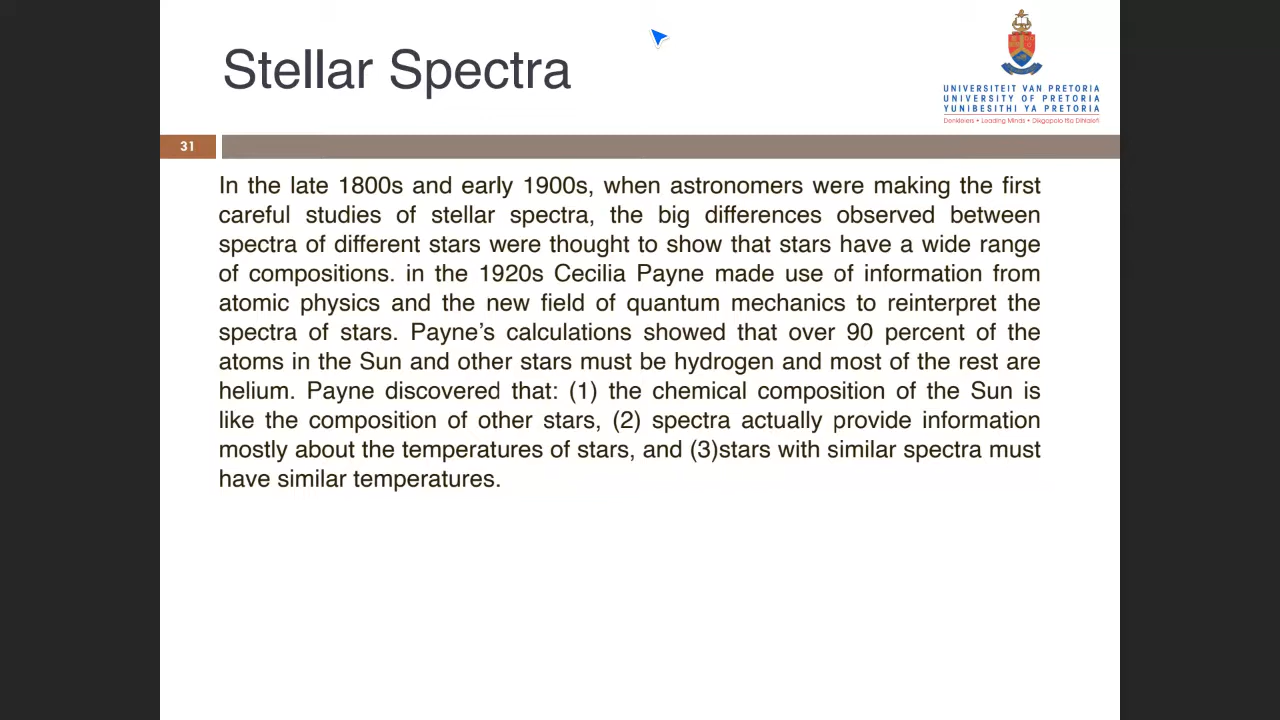 Stellar Spectra
UNIVERSITEIT VAN PRETORIA
UNIVERSITY OF PRETORIA
YUNIBESITHI YA PRETORIA
Denkleiers • Leading Minds • Dikgopolo tša Dihlalefi
31
In the late 1800s and early 1900s, when astronomers were making the first
careful studies of stellar spectra, the big differences observed between
spectra of different stars were thought to show that stars have a wide range
of compositions. in the 1920s Cecilia Payne made use of information from
atomic physics and the new field of quantum mechanics to reinterpret the
spectra of stars. Payne’s calculations showed that over 90 percent of the
atoms in the Sun and other stars must be hydrogen and most of the rest are
helium. Payne discovered that: (1) the chemical composition of the Sun is
like the composition of other stars, (2) spectra actually provide information
mostly about the temperatures of stars, and (3)stars with similar spectra must
have similar temperatures.